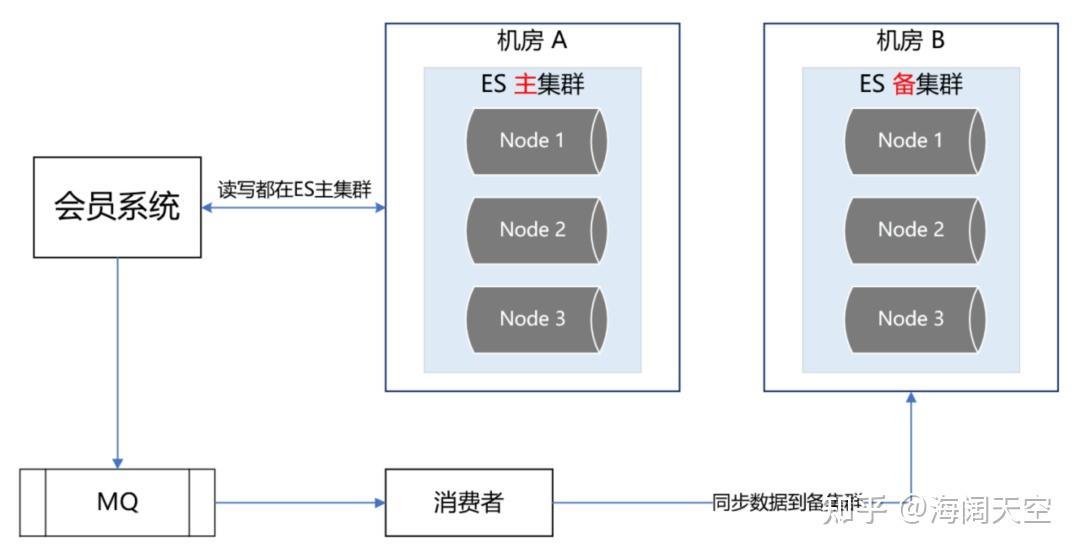 机房 A
机房 B
ES 主集群
ES 备集群
Node 1
Node 1
会员系统
读写都在ES主集群
Node 2
Node 2
Node 3
Node 3
MQ
消费者
同步数据到备集群
知乎 @海阔天空